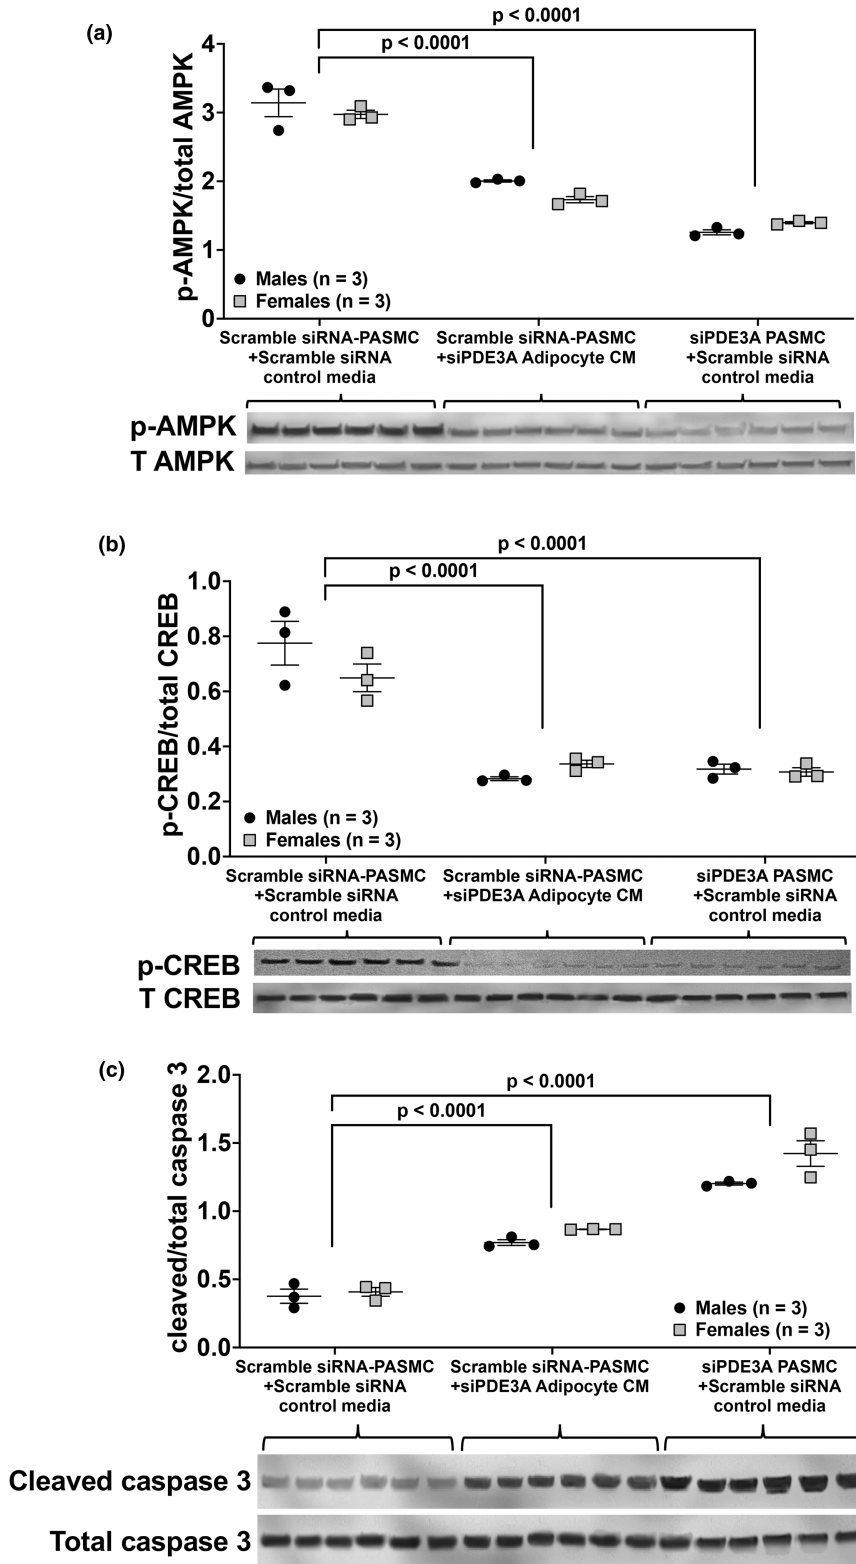 (a)
p < 0.0001
p < 0.0001
p-AMPK/total AMPK
4
3
2
1
0
Males (n = 3)
Females (n = 3)
Scramble siRNA-PASMC
+Scramble siRNA
control media
Scramble siRNA-PASMC
+siPDE3A Adipocyte CM
siPDE3A PASMC
+Scramble siRNA
control media
p-AMPK
T AMPK
(b)
p < 0.0001
p < 0.0001
p-CREB/total CREB
1.0
0.8
0.6
0.4
0.2
0.0
Males (n = 3)
Females (n = 3)
Scramble siRNA-PASMC
+Scramble siRNA
control media
Scramble siRNA-PASMC
+siPDE3A Adipocyte CM
siPDE3A PASMC
+Scramble siRNA
control media
p-CREB
T CREB
(c)
p < 0.0001
p < 0.0001
cleaved/total caspase 3
2.0
1.5
1.0
0.5
0.0
Males (n = 3)
Females (n = 3)
Scramble siRNA-PASMC
+Scramble siRNA
control media
Scramble siRNA-PASMC
+siPDE3A Adipocyte CM
siPDE3A PASMC
+Scramble siRNA
control media
Cleaved caspase 3
Total caspase 3